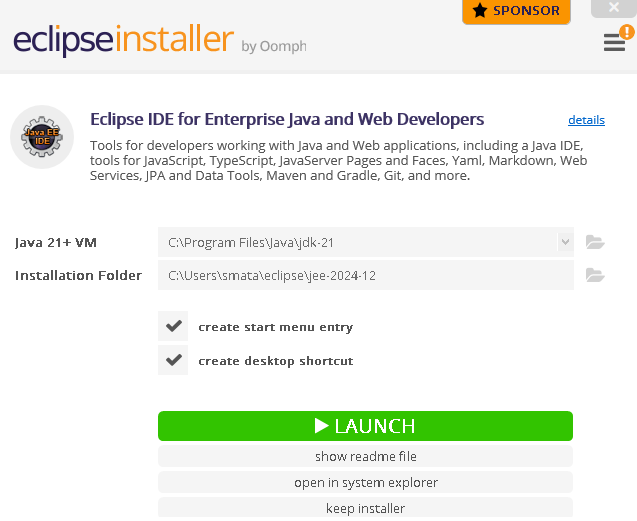 SPONSOR
eclipseinstaller by Oomph
!
Java EE
IDE
Eclipse IDE for Enterprise Java and Web Developers
details
Tools for developers working with Java and Web applications, including a Java IDE,
tools for JavaScript, TypeScript, JavaServer Pages and Faces, Yaml, Markdown, Web
Services, JPA and Data Tools, Maven and Gradle, Git, and more.
Java 21+ VM
C:\Program Files\Java\jdk-21
Installation Folder
C:\Users\smata\eclipse\jee-2024-12
create start menu entry
create desktop shortcut
LAUNCH
show readme file
open in system explorer
keep installer